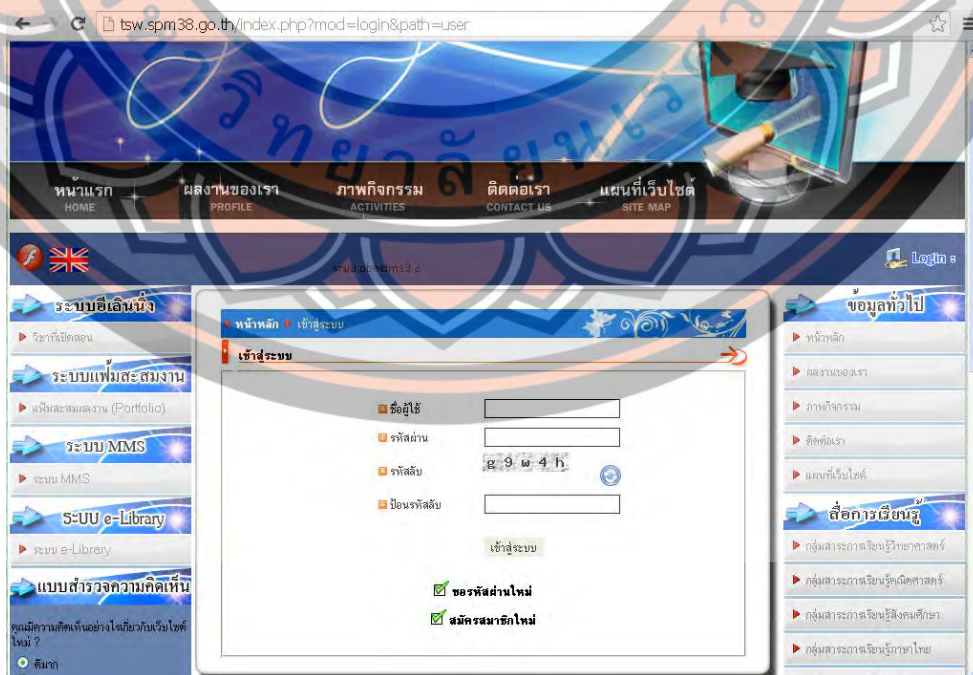 tsw.spm38.go.th/index.php?mod=login&path=user
วิทยาลัยนเรศ
หน้าแรก ผลงานของเรา ภาพกิจกรรม ติดต่อเรา แผนที่เว็บไซต์
HOME PROFILE ACTIVITIES CONTACT US SITE MAP
Login
ระบบอีเลินนิ่ง
วิชาที่เปิดสอน
ระบบแฟ้มสะสมงาน
แฟ้มสะสมผลงาน (Portfolio)
ระบบ MMS
ระบบ MMS
ระบบ e-Library
ระบบ e-Library
แบบสำรวจความคิดเห็น
คุณมีความคิดเห็นอย่างไรเกี่ยวกับเว็บไซต์
ใหม่ ?
ดีมาก
หน้าหลัก เข้าสู่ระบบ
เข้าสู่ระบบ
ชื่อผู้ใช้
รหัสผ่าน
รหัสลับ g 9 w 4 h
ป้อนรหัสลับ
เข้าสู่ระบบ
ขอรหัสผ่านใหม่
สมัครสมาชิกใหม่
ข้อมูลทั่วไป
หน้าหลัก
ผลงานของเรา
ภาพกิจกรรม
ติดต่อเรา
แผนที่เว็บไซต์
สื่อการเรียนรู้
กลุ่มสาระการเรียนรู้วิทยาศาสตร์
กลุ่มสาระการเรียนรู้คณิตศาสตร์
กลุ่มสาระการเรียนรู้สังคมศึกษา
กลุ่มสาระการเรียนรู้ภาษาไทย